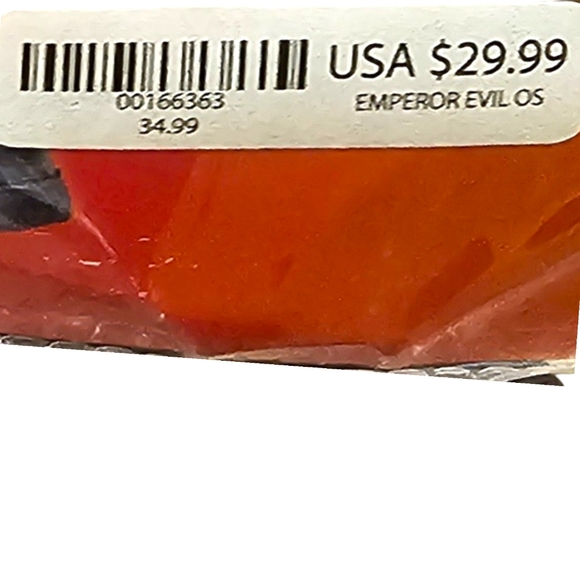 USA $29.99
00166363
EMPEROR EVIL OS
34.99